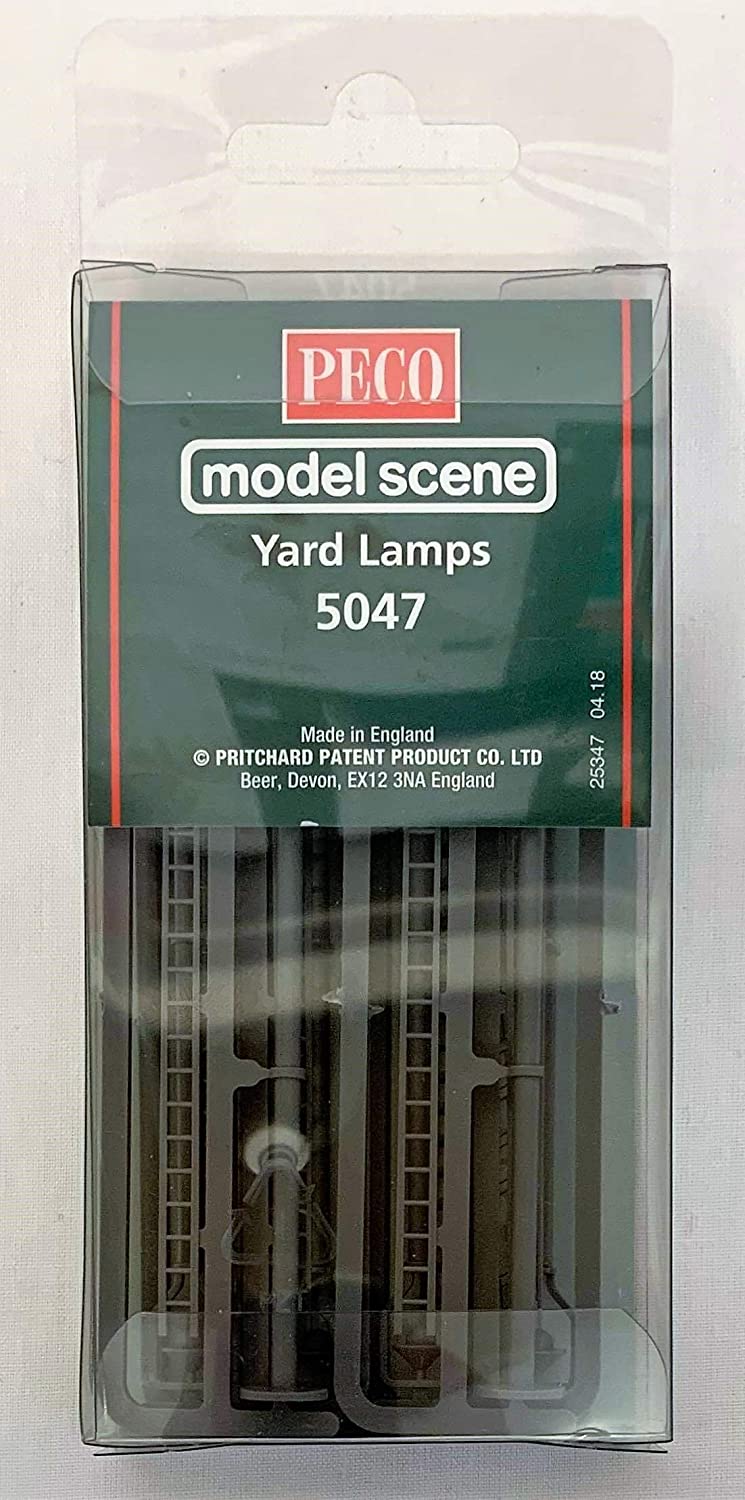 PECO
model scene
Yard Lamps
5047
Made in England
© PRITCHARD PATENT PRODUCT CO. LTD
Beer, Devon, EX12 3NA England
25347 04.18